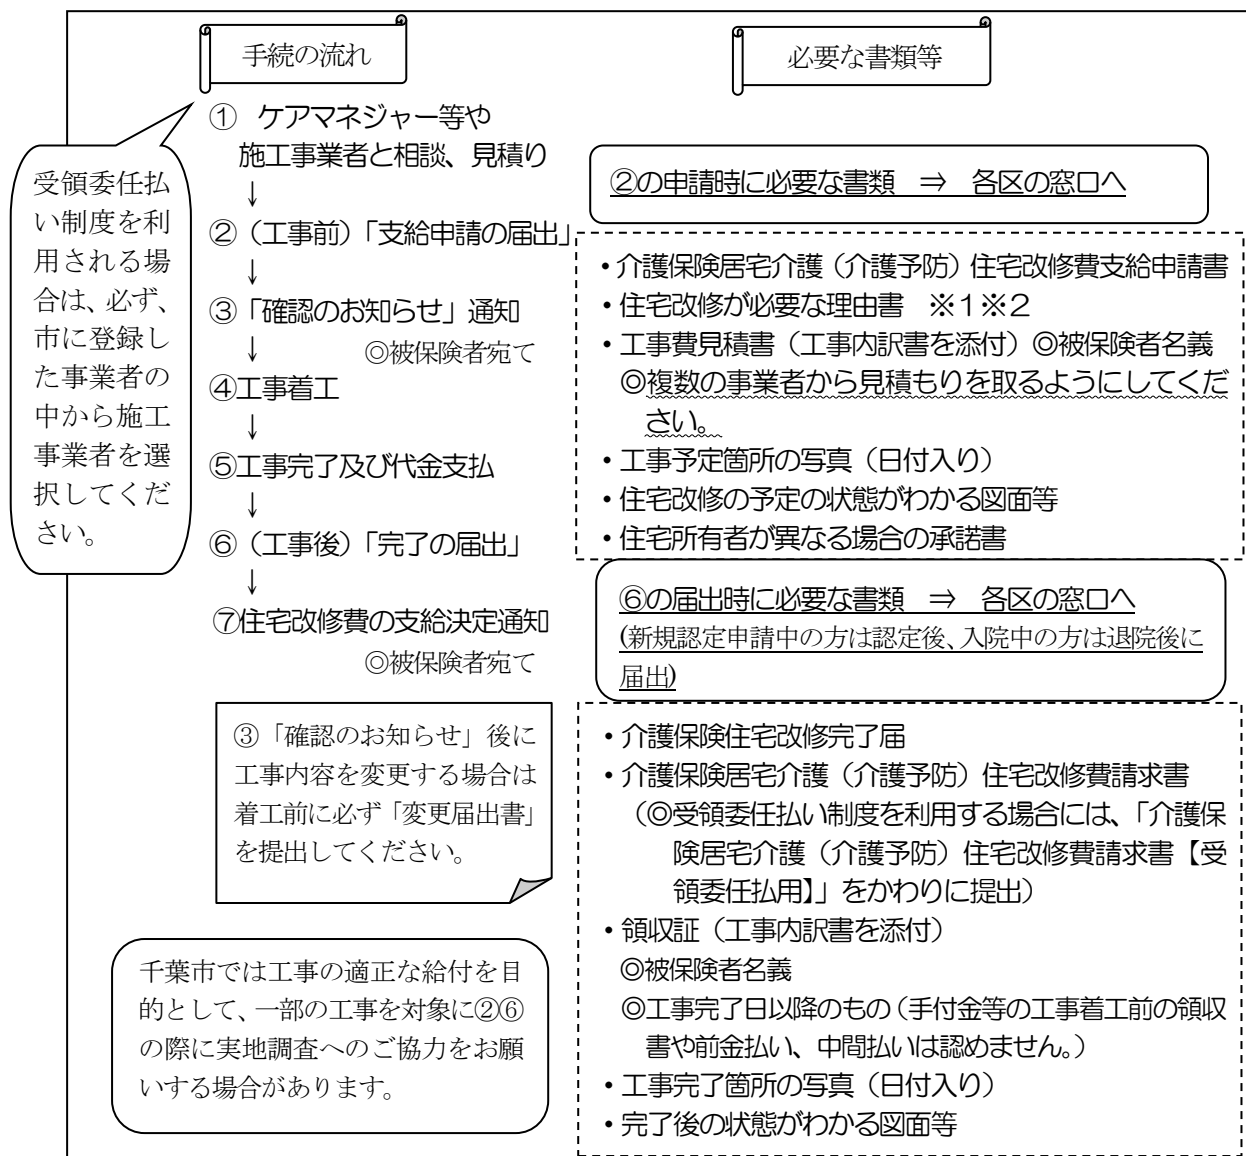 手続の流れ
① ケアマネジャー等や
施工事業者と相談、見積り
↓
②（工事前）「支給申請の届出」
↓
③「確認のお知らせ」通知
↓ ◎被保険者宛て
④工事着工
↓
⑤工事完了及び代金支払
↓
⑥（工事後）「完了の届出」
↓
⑦住宅改修費の支給決定通知
◎被保険者宛て
受領委任払
い制度を利
用される場
合は、必ず、
市に登録し
た事業者の
中から施工
事業者を選
択してくだ
さい。
③「確認のお知らせ」後に
工事内容を変更する場合は
着工前に必ず「変更届出書」
を提出してください。
千葉市では工事の適正な給付を目
的として、一部の工事を対象に②⑥
の際に実地調査へのご協力をお願
いする場合があります。
必要な書類等
②の申請時に必要な書類 ⇒ 各区の窓口へ
・介護保険居宅介護（介護予防）住宅改修費支給申請書
・住宅改修が必要な理由書 ※１※２
・工事費見積書（工事内訳書を添付）◎被保険者名義
◎複数の事業者から見積もりを取るようにしてくだ
さい。
・工事予定箇所の写真（日付入り）
・住宅改修の予定の状態がわかる図面等
・住宅所有者が異なる場合の承諾書
⑥の届出時に必要な書類 ⇒ 各区の窓口へ
(新規認定申請中の方は認定後、入院中の方は退院後に
届出)
・介護保険住宅改修完了届
・介護保険居宅介護（介護予防）住宅改修費請求書
（◎受領委任払い制度を利用する場合には、「介護保
険居宅介護（介護予防）住宅改修費請求書【受
領委任払用】」をかわりに提出）
・領収証（工事内訳書を添付）
◎被保険者名義
◎工事完了日以降のもの（手付金等の工事着工前の領収
書や前金払い、中間払いは認めません。）
・工事完了箇所の写真（日付入り）
・完了後の状態がわかる図面等